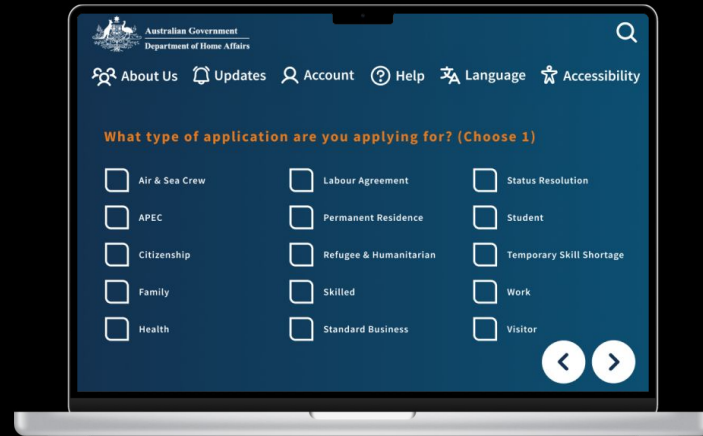 Australian Government
Department of Home Affairs
About Us Updates Account Help Language Accessibility
What type of application are you applying for? (Choose 1)
Air & Sea Crew Labour Agreement Status Resolution
APEC Permanent Residence Student
Citizenship Refugee & Humanitarian Temporary Skill Shortage
Family Skilled Work
Health Standard Business Visitor